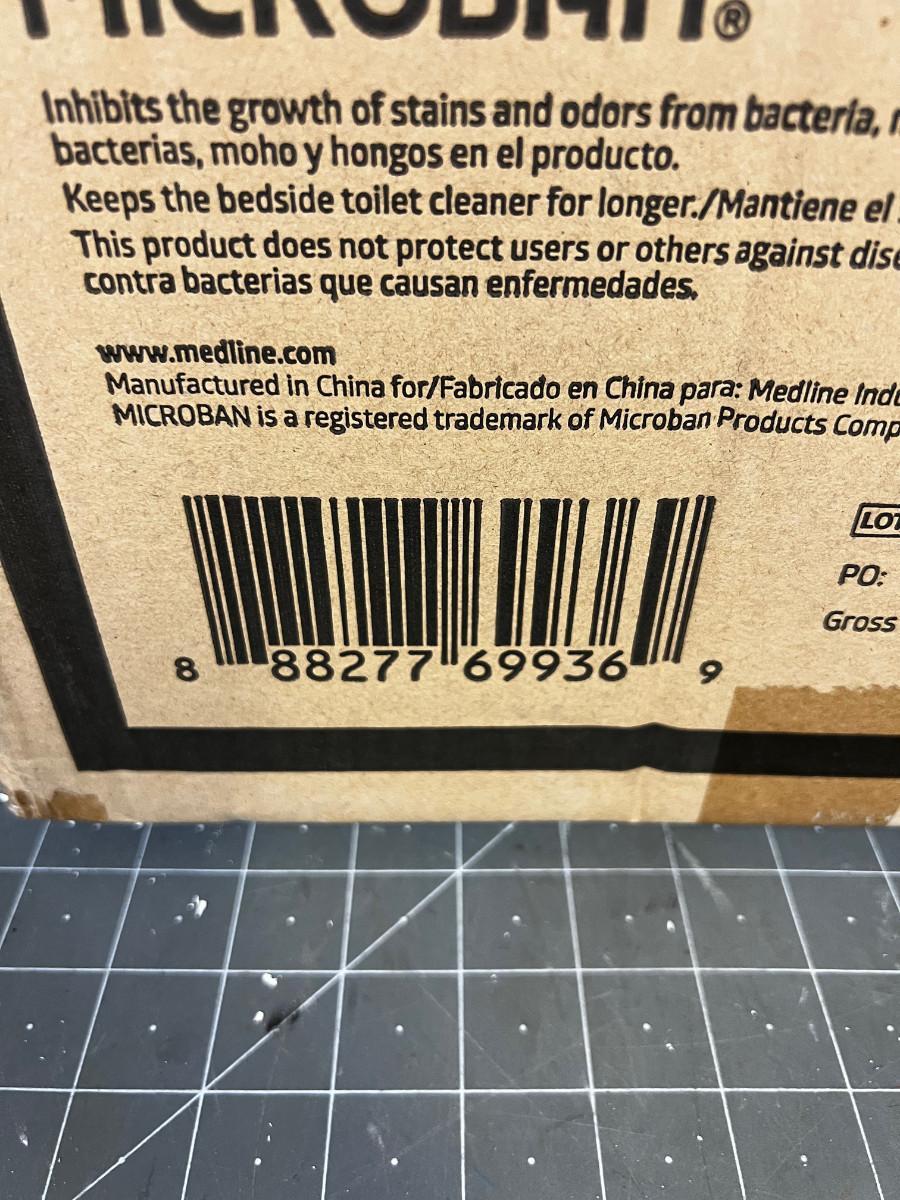 MICROBAN®
Inhibits the growth of stains and odors from bacteria,
bacterias, moho y hongos en el producto.
Keeps the bedside toilet cleaner for longer./Mantiene el
This product does not protect users or others against
contra bacterias que causan enfermedades.
www.medline.com
Manufactured in China for/Fabricado en China para: Medline
MICROBAN is a registered trademark of Microban Products
LOT
PO:
Gross
8 88277 69936 9